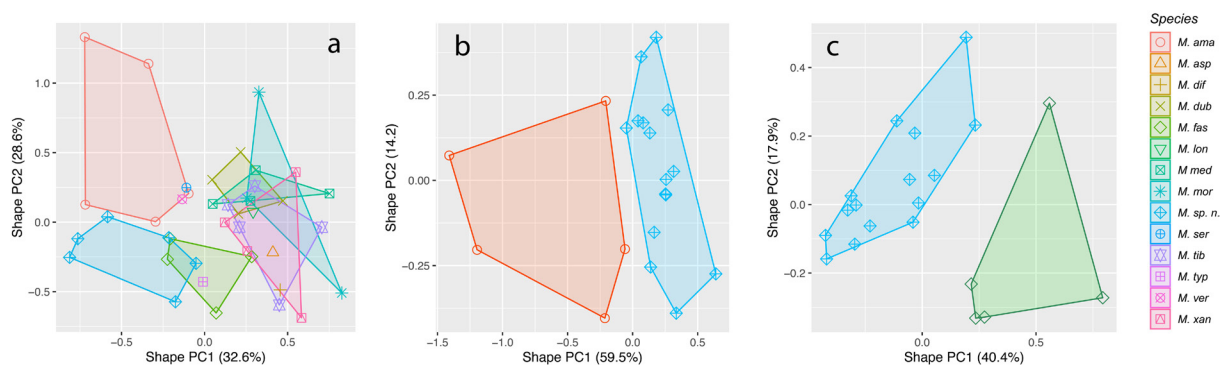 a
Shape PC2 (28.6%)
1.0
0.5
0.0
−0.5
−0.5
0.0
0.5
Shape PC1 (32.6%)
b
Shape PC2 (14.2)
0.25
0.00
−0.25
−1.5
−1.0
−0.5
0.0
0.5
Shape PC1 (59.5%)
c
Shape PC2 (17.9%)
0.4
0.2
0.0
−0.2
0.0
0.5
Shape PC1 (40.4%)
Species
M. ama
M. asp
M. dif
M. dub
M. fas
M. lon
M med
M. mor
M. sp. n.
M. ser
M. tib
M. typ
M. ver
M. xan